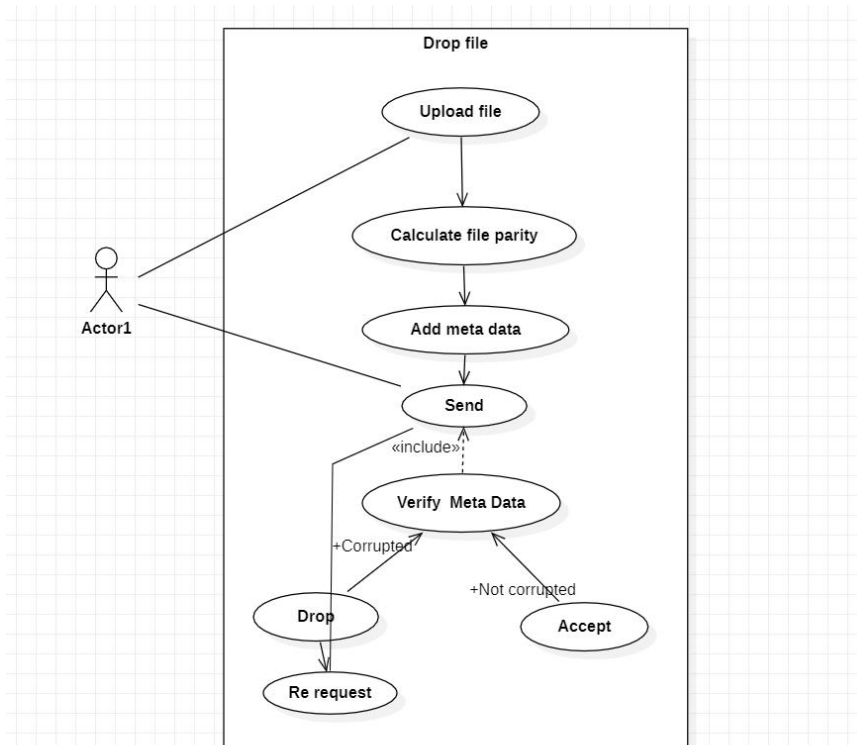 Drop file
Upload file
Calculate file parity
Actor1
Add meta data
Send
«include»
Verify  Meta Data
+Corrupted
+Not corrupted
Drop
Accept
Re request